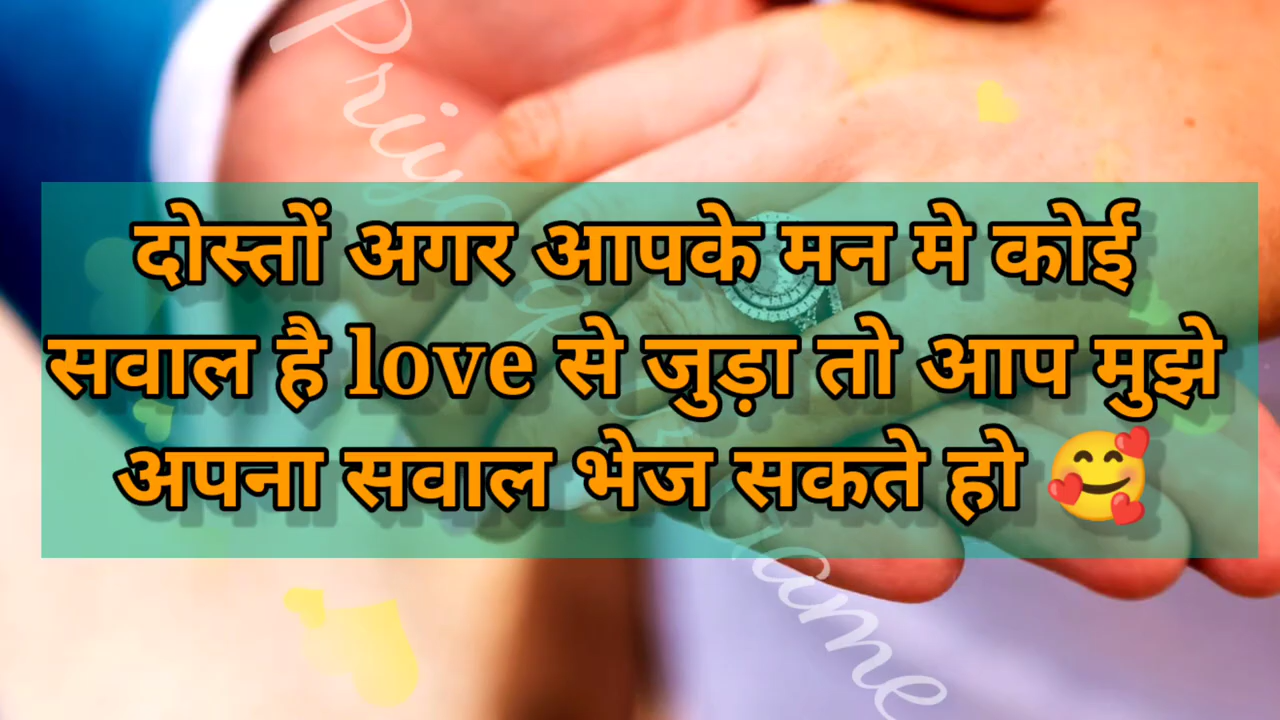 दोस्तों अगर आपके मन मे कोई
सवाल है love से जुड़ा तो आप मुझे
अपना सवाल भेज सकते हो 🥰